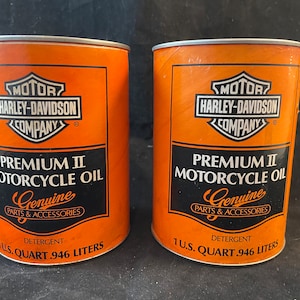 MOTOR
HARLEY-DAVIDSON
COMPANY
PREMIUM II
MOTORCYCLE OIL
Genuine
PARTS & ACCESSORIES
DETERGENT
U.S. QUART .946 LITERS
MOTOR
HARLEY-DAVIDSON
COMPANY
PREMIUM II
MOTORCYCLE OIL
Genuine
PARTS & ACCESSORIES
DETERGENT
1 U.S. QUART .946 LITERS